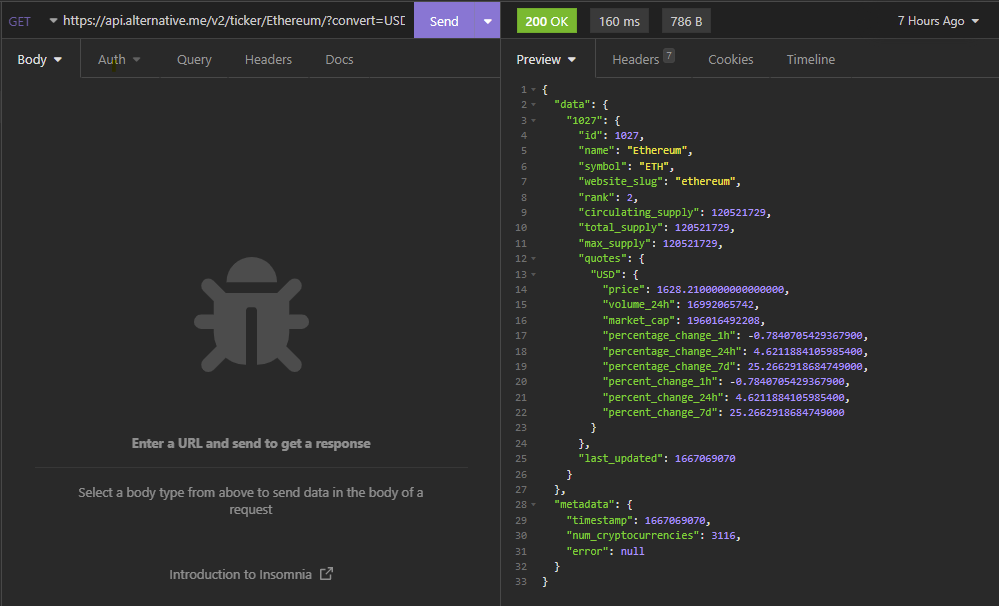 GET https://api.alternative.me/v2/ticker/Ethereum/?convert=USD Send
200 OK 160 ms 786 B 7 Hours Ago
Body Auth Query Headers Docs
Preview Headers 7 Cookies Timeline
1 {
2 "data": {
3 "1027": {
4 "id": 1027,
5 "name": "Ethereum",
6 "symbol": "ETH",
7 "website_slug": "ethereum",
8 "rank": 2,
9 "circulating_supply": 120521729,
10 "total_supply": 120521729,
11 "max_supply": 120521729,
12 "quotes": {
13 "USD": {
14 "price": 1628.2100000000000000,
15 "volume_24h": 16992065742,
16 "market_cap": 196016492208,
17 "percentage_change_1h": -0.7840705429367900,
18 "percentage_change_24h": 4.6211884105985400,
19 "percentage_change_7d": 25.2662918684749000,
20 "percent_change_1h": -0.7840705429367900,
21 "percent_change_24h": 4.6211884105985400,
22 "percent_change_7d": 25.2662918684749000
23 }
24 },
25 "last_updated": 1667069070
26 }
27 },
28 "metadata": {
29 "timestamp": 1667069070,
30 "num_cryptocurrencies": 3116,
31 "error": null
32 }
33 }
Enter a URL and send to get a response
Select a body type from above to send data in the body of a
request
Introduction to Insomnia